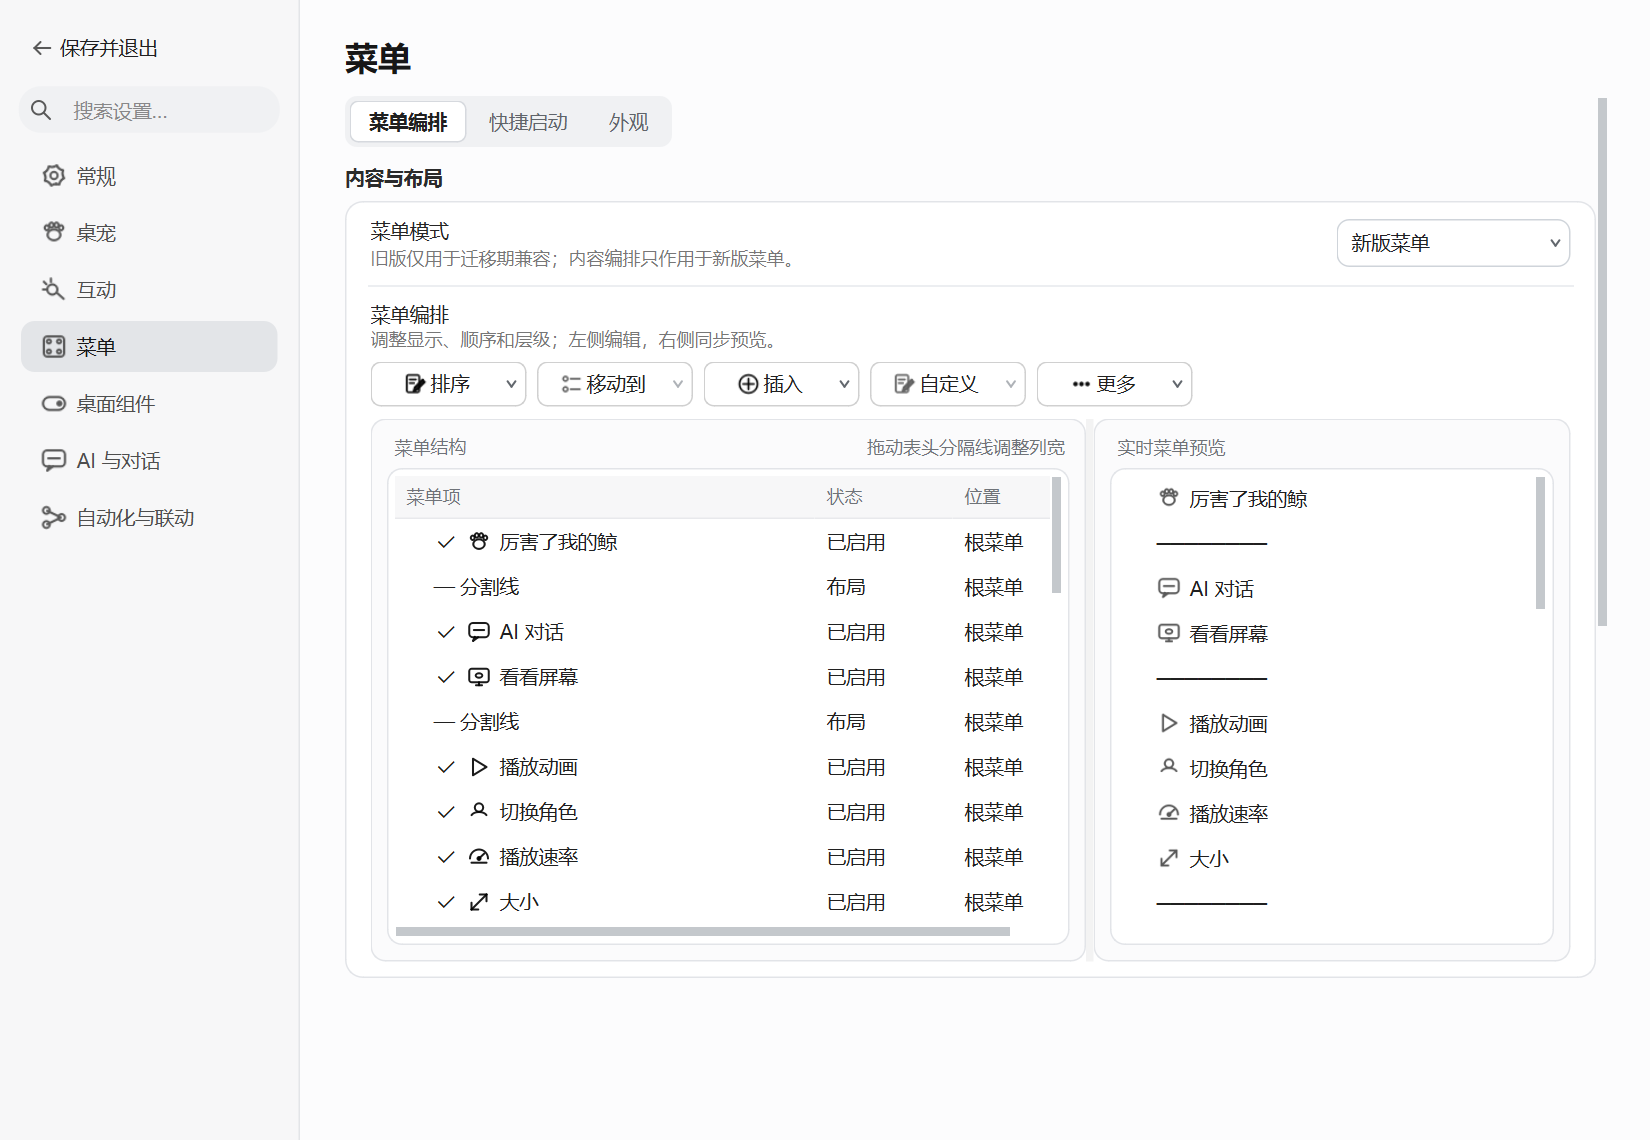 保存并退出
搜索设置...
常规
桌宠
互动
菜单
桌面组件
AI 与对话
自动化与联动
菜单
菜单编排 快捷启动 外观
内容与布局
菜单模式
旧版仅用于迁移期兼容；内容编排只作用于新版菜单。
新版菜单
菜单编排
调整显示、顺序和层级；左侧编辑，右侧同步预览。
排序 移动到 插入 自定义 更多
菜单结构 拖动表头分隔线调整列宽
菜单项 状态 位置
厉害了我的鲸 已启用 根菜单
— 分割线 布局 根菜单
AI 对话 已启用 根菜单
看看屏幕 已启用 根菜单
— 分割线 布局 根菜单
播放动画 已启用 根菜单
切换角色 已启用 根菜单
播放速率 已启用 根菜单
大小 已启用 根菜单
实时菜单预览
厉害了我的鲸
AI 对话
看看屏幕
播放动画
切换角色
播放速率
大小